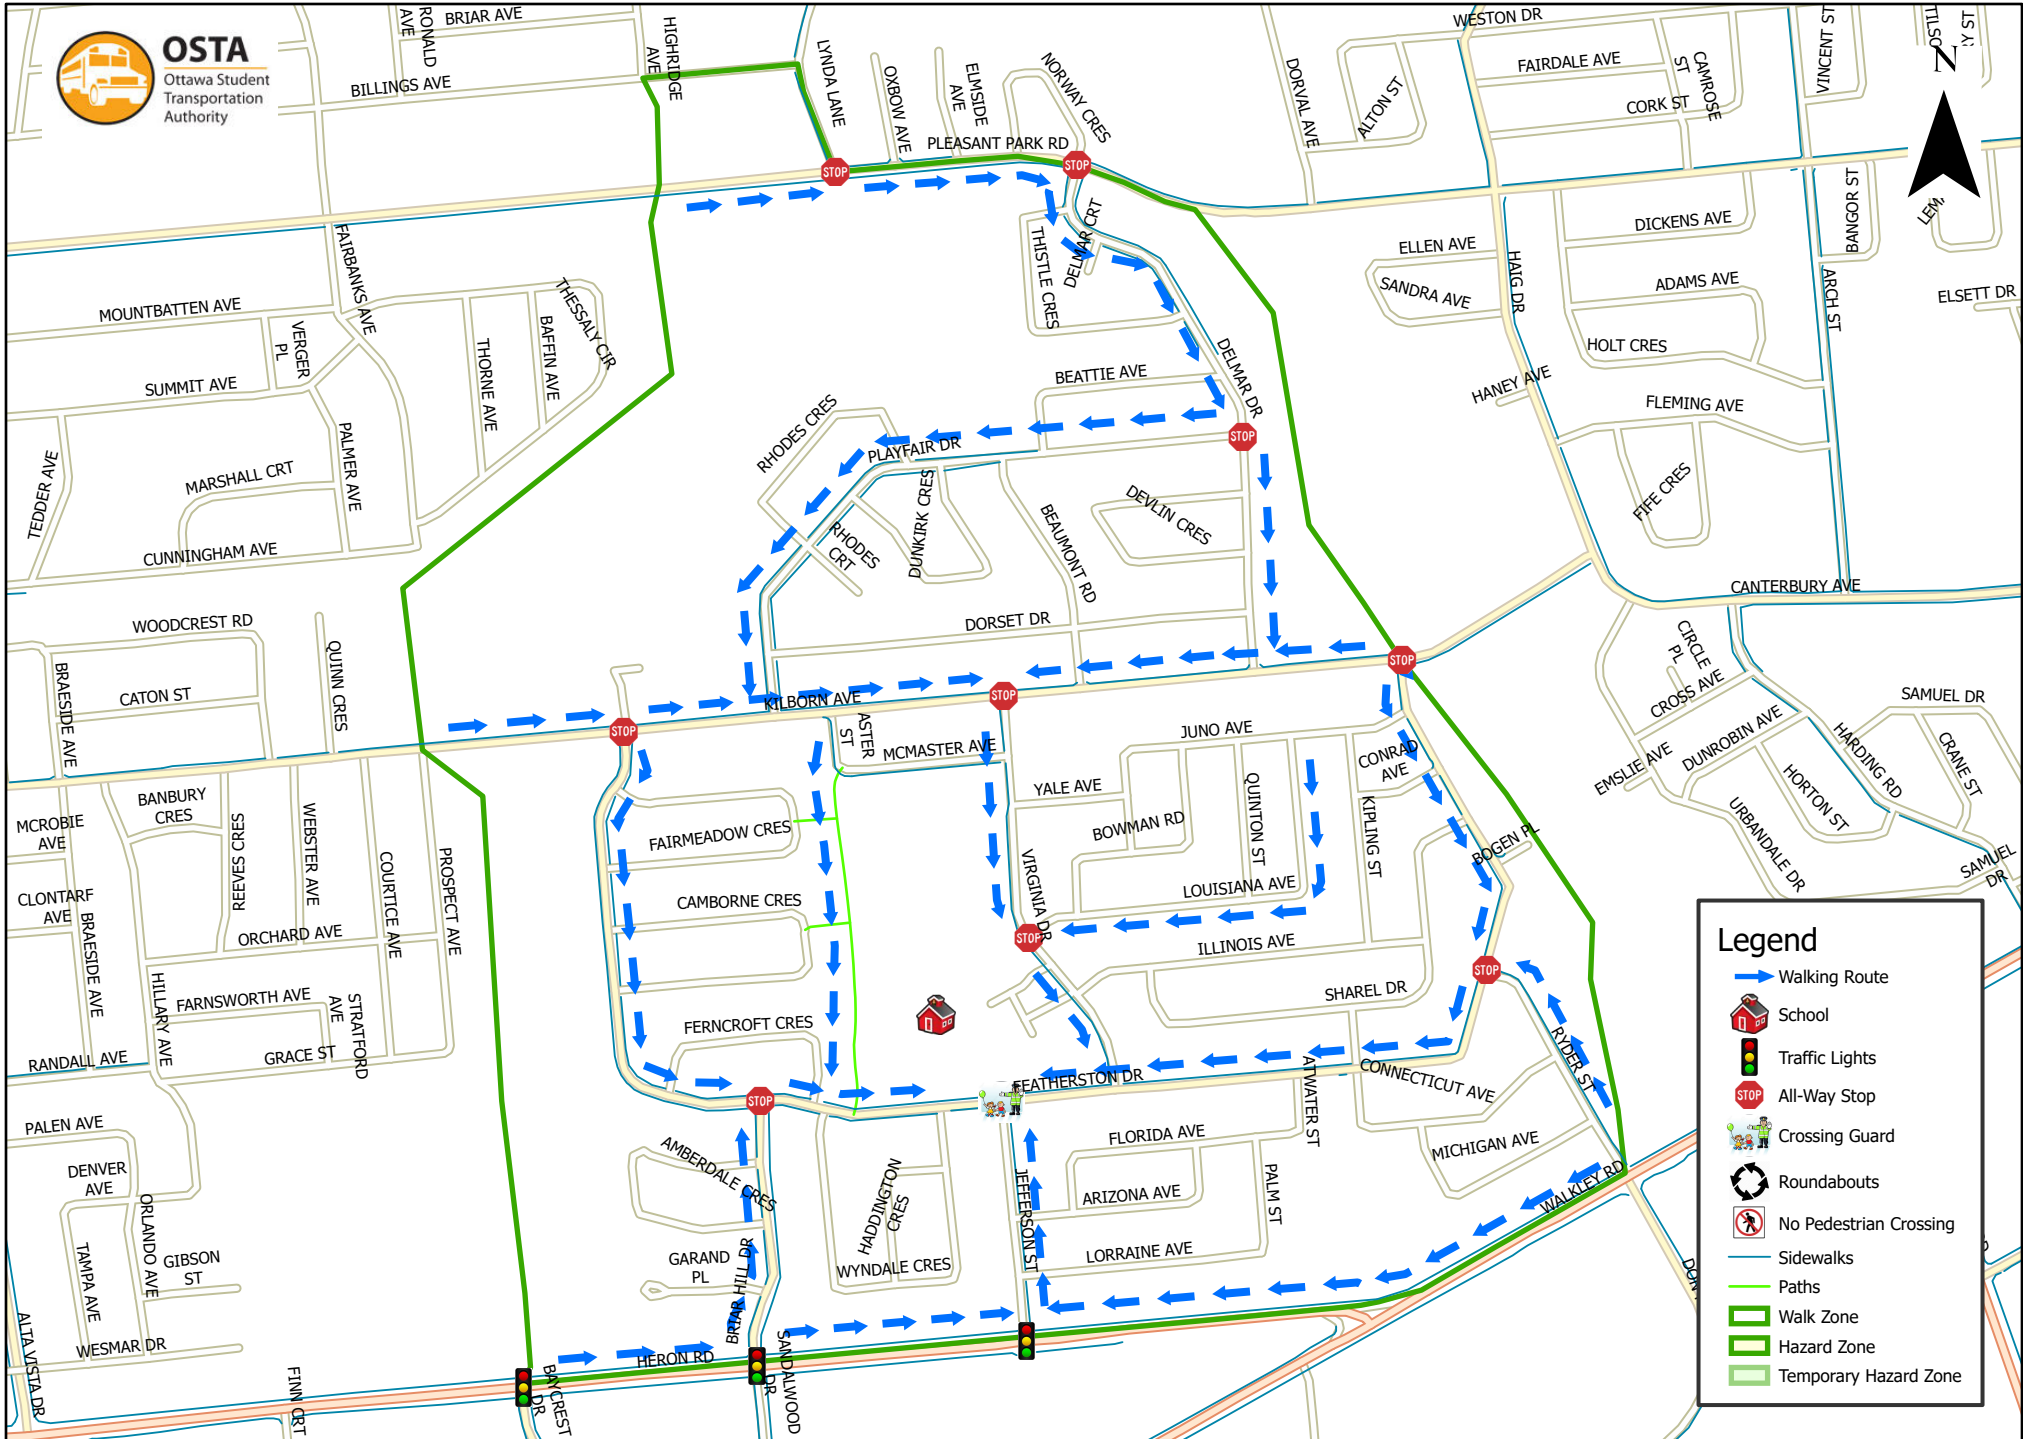 OSTA
Ottawa Student
Transportation
Authority
BRIAR AVE
RONALD
AVE
HIGHRIDGE
AVE
BILLINGS AVE
LYNDA LANE
OXBOW AVE
ELMSIDE
AVE
NORWAY CRES
PLEASANT PARK RD
DORVAL AVE
ALTON ST
WESTON DR
FAIRDALE AVE
CORK ST
CAMROSE
ST
VINCENT ST
N
BANGOR ST
DICKENS AVE
ELLEN AVE
SANDRA AVE
HAIG DR
ADAMS AVE
ARCH ST
ELSETT DR
HOLT CRES
HANEY AVE
FLEMING AVE
FIFE CRES
CANTERBURY AVE
FAIRBANKS AVE
MOUNTBATTEN AVE
VERGER
PL
SUMMIT AVE
THORNE AVE
BAFFIN AVE
THESSALY CIR
TEDDER AVE
PALMER AVE
MARSHALL CRT
CUNNINGHAM AVE
THISTLE CRES
DELMAR CRT
DELMAR DR
BEATTIE AVE
RHODES CRES
PLAYFAIR DR
RHODES
CRT
DUNKIRK CRES
BEAUMONT RD
DEVLIN CRES
DORSET DR
WOODCREST RD
QUINN CRES
BRAESIDE AVE
CATON ST
KILBORN AVE
ASTER
ST
MCMASTER AVE
JUNO AVE
CONRAD
AVE
YALE AVE
BOWMAN RD
QUINTON ST
KIPLING ST
LOUISIANA AVE
VIRGINIA DR
BOGEN PL
ILLINOIS AVE
SHAREL DR
CIRCLE
PL
CROSS AVE
DUNROBIN AVE
EMSLIE AVE
HORTON ST
URBANDALE DR
HARDING RD
CRANE ST
SAMUEL DR
SAMUEL
DR
BANBURY
CRES
MCROBIE
AVE
REEVES CRES
WEBSTER AVE
COURTICE AVE
PROSPECT AVE
CLONTARF
AVE
BRAESIDE AVE
ORCHARD AVE
HILLARY AVE
FARNSWORTH AVE
STRATFORD
AVE
GRACE ST
RANDALL AVE
FAIRMEADOW CRES
CAMBORNE CRES
FERNCROFT CRES
FEATHERSTON DR
ATWATER ST
CONNECTICUT AVE
RYDER ST
MICHIGAN AVE
WALKLEY RD
FLORIDA AVE
ARIZONA AVE
PALM ST
LORRAINE AVE
JEFFERSON ST
AMBERDALE CRES
HADDINGTON
CRES
WYNDALE CRES
GARAND
PL
BRIAR HILL DR
HERON RD
SANDALWOOD
DR
BAYCREST
DR
PALEN AVE
DENVER
AVE
ORLANDO AVE
TAMPA AVE
GIBSON
ST
WESMAR DR
ALTA VISTA DR
FINN CRT
STOP
STOP
STOP
STOP
STOP
STOP
STOP
STOP
STOP
Legend
Walking Route
School
Traffic Lights
STOP
All-Way Stop
Crossing Guard
Roundabouts
No Pedestrian Crossing
Sidewalks
Paths
Walk Zone
Hazard Zone
Temporary Hazard Zone